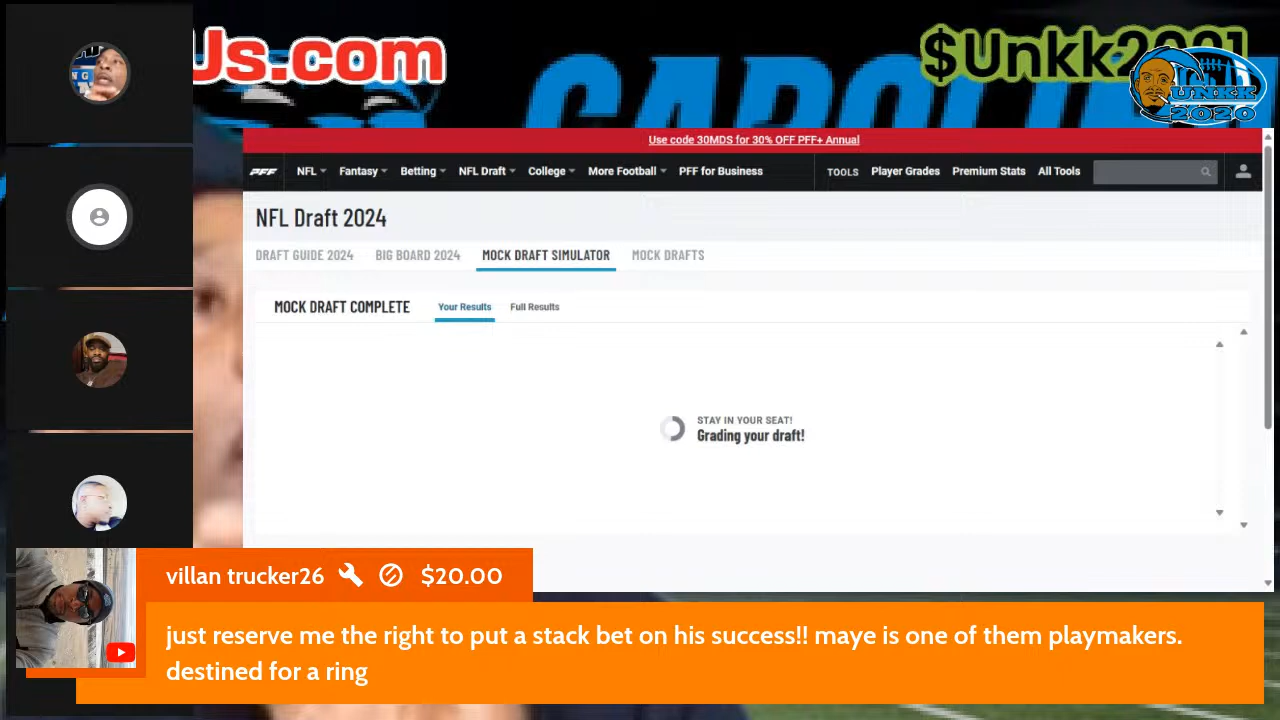 Us.com
$Unkk2021
CAROLIN
UNKK
2020
Use code 30MDS for 30% OFF PFF+ Annual
PFF NFL Fantasy Betting NFL Draft College More Football PFF for Business TOOLS Player Grades Premium Stats All Tools
NFL Draft 2024
DRAFT GUIDE 2024 BIG BOARD 2024 MOCK DRAFT SIMULATOR MOCK DRAFTS
MOCK DRAFT COMPLETE Your Results Full Results
STAY IN YOUR SEAT!
Grading your draft!
villan trucker26 $20.00
just reserve me the right to put a stack bet on his success!! maye is one of them playmakers.
destined for a ring